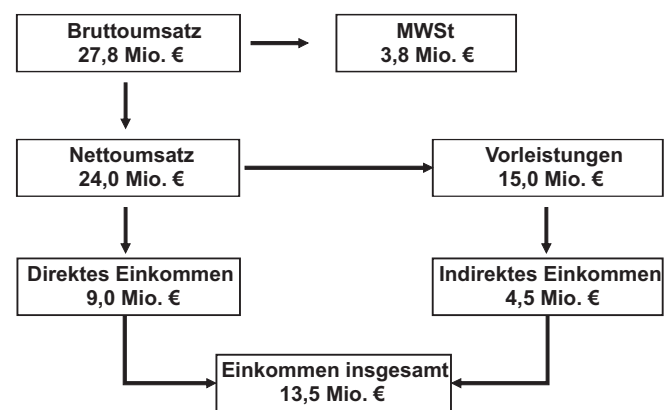 Bruttoumsatz
27,8 Mio. €
MWSt
3,8 Mio. €
Nettoumsatz
24,0 Mio. €
Vorleistungen
15,0 Mio. €
Direktes Einkommen
9,0 Mio. €
Indirektes Einkommen
4,5 Mio. €
Einkommen insgesamt
13,5 Mio. €